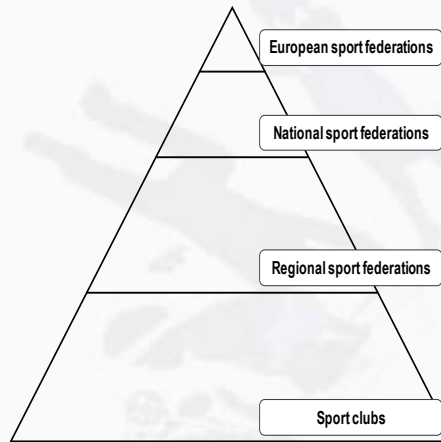 European sport federations
National sport federations
Regional sport federations
Sport clubs